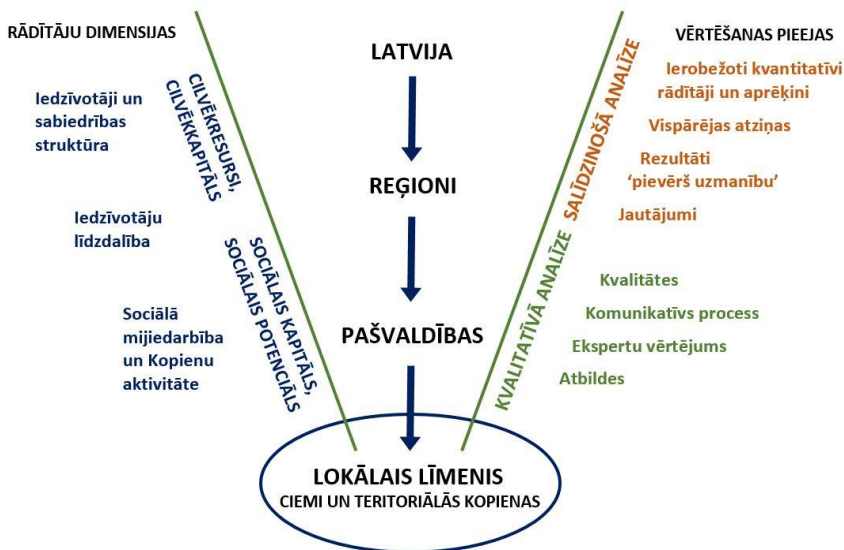 RĀDĪTĀJU DIMENSIJAS
Iedzīvotāji un
sabiedrības
struktūra
Iedzīvotāju
līdzdalība
Sociālā
mijiedarbība
un Kopienu
aktivitāte
CILVĒKRESURSI,
CILVĒKKAPITĀLS
SOCIĀLAIS KAPITĀLS,
SOCIĀLAIS POTENCIĀLS
LATVIJA
REĢIONI
PAŠVALDĪBAS
LOKĀLAIS LĪMENIS
CIEMI UN TERITORIĀLĀS KOPIENAS
SALĪDZINOŠĀ ANALĪZE
KVALITATĪVĀ ANALĪZE
VĒRTĒŠANAS PIEEJAS
Ierobežoti kvantitatīvi
rādītāji un aprēķini
Vispārējas atziņas
Rezultāti
‘pievērš uzmanību’
Jautājumi
Kvalitātes
Komunikatīvs process
Ekspertu vērtējums
Atbildes